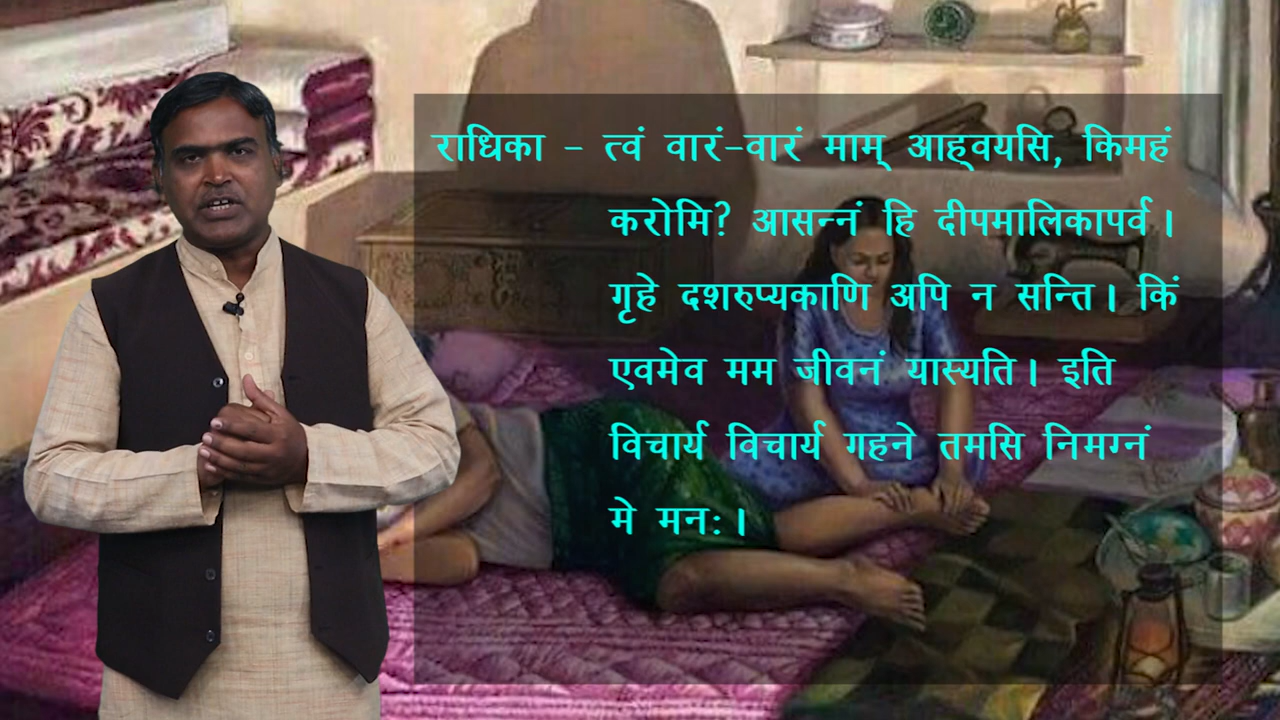 राधिका - त्वं वारं-वारं माम् आह्वयसि, किमहं
करोमि? आसन्नं हि दीपमालिकापर्व।
गृहे दशरुप्यकाणि अपि न सन्ति। किं
एवमेव मम जीवनं यास्यति। इति
विचार्य विचार्य गहने तमसि निमग्नं
मे मनः।